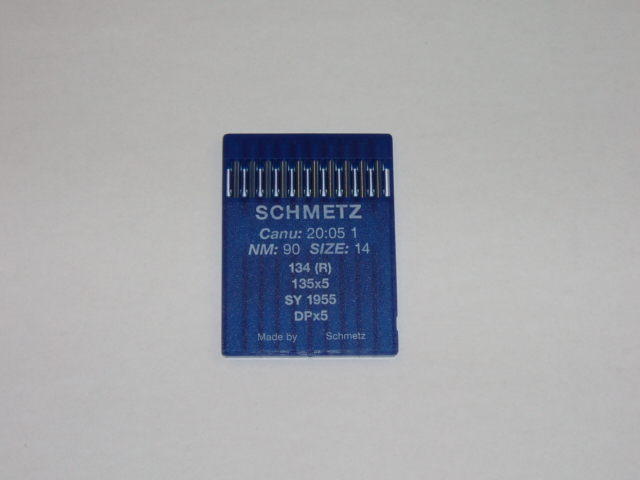 SCHMETZ
Canu: 20:05 1
NM: 90 SIZE: 14
134 (R)
135x5
SY 1955
DPx5
Made by Schmetz